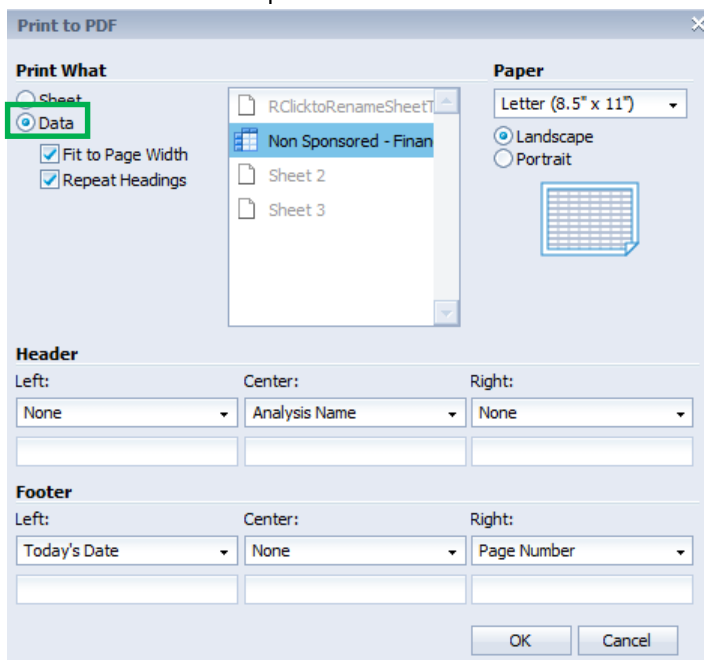 Print to PDF
Print What
Paper
Sheet
Data
Fit to Page Width
Repeat Headings
RClicktoRenameSheetT
Non Sponsored - Finan
Sheet 2
Sheet 3
Letter (8.5" x 11")
Landscape
Portrait
Header
Left: Center: Right:
None Analysis Name None
Footer
Left: Center: Right:
Today's Date None Page Number
OK Cancel